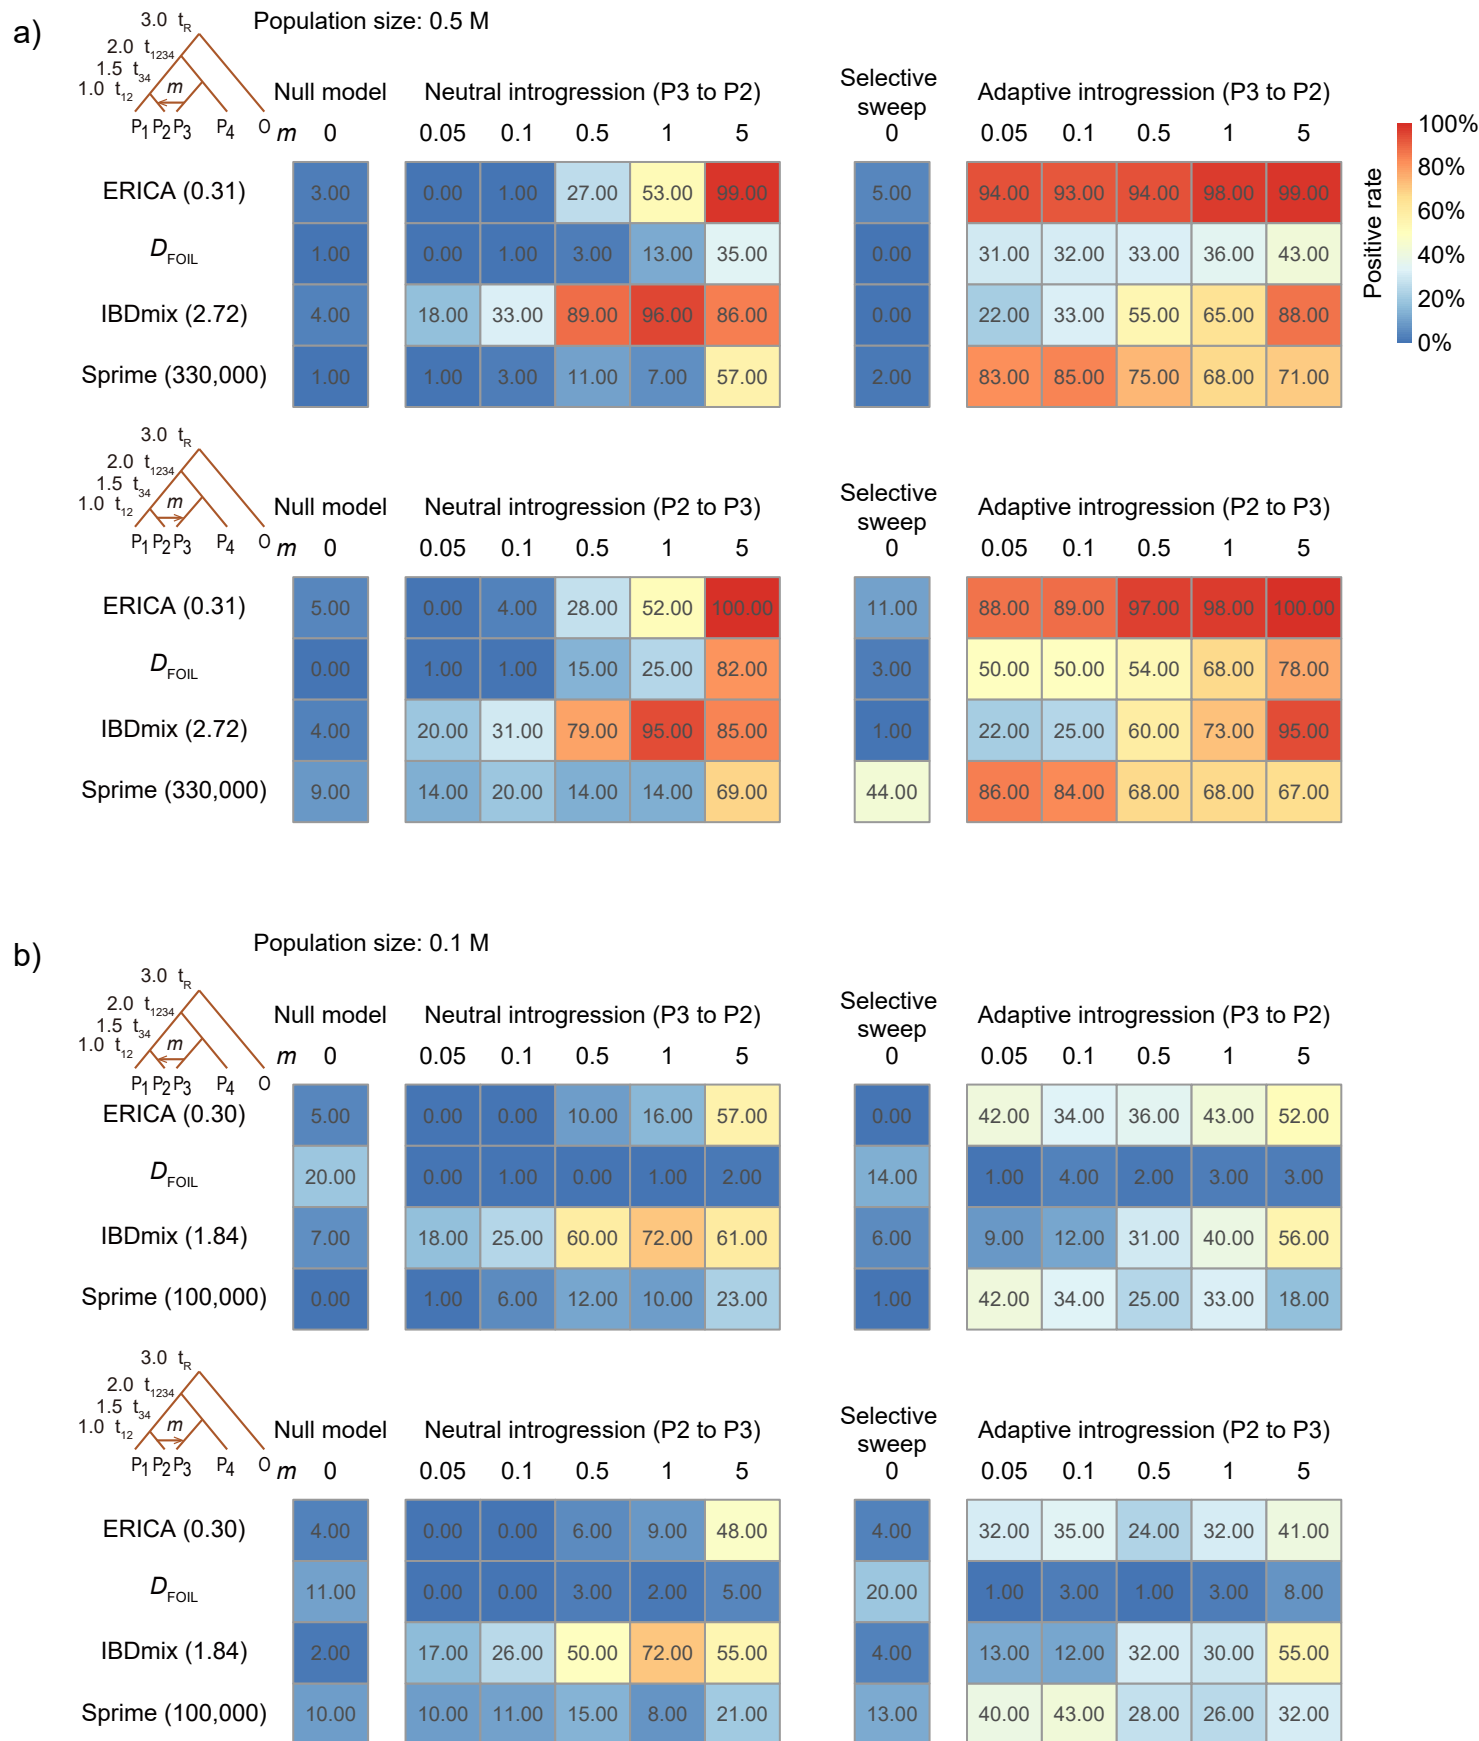 a)
Population size: 0.5 M
3.0 tR
2.0 t1234
1.5 t34
1.0 t12
m
P1 P2 P3 P4 O
Null model Neutral introgression (P3 to P2) Selective sweep Adaptive introgression (P3 to P2)
m 0 0.05 0.1 0.5 1 5 0 0.05 0.1 0.5 1 5
ERICA (0.31) 3.00 0.00 1.00 27.00 53.00 99.00 5.00 94.00 93.00 94.00 98.00 99.00
DFOIL 1.00 0.00 1.00 3.00 13.00 35.00 0.00 31.00 32.00 33.00 36.00 43.00
IBDmix (2.72) 4.00 18.00 33.00 89.00 96.00 86.00 0.00 22.00 33.00 55.00 65.00 88.00
Sprime (330,000) 1.00 1.00 3.00 11.00 7.00 57.00 2.00 83.00 85.00 75.00 68.00 71.00
Positive rate
100%
80%
60%
40%
20%
0%
3.0 tR
2.0 t1234
1.5 t34
1.0 t12
m
P1 P2 P3 P4 O
Null model Neutral introgression (P2 to P3) Selective sweep Adaptive introgression (P2 to P3)
m 0 0.05 0.1 0.5 1 5 0 0.05 0.1 0.5 1 5
ERICA (0.31) 5.00 0.00 4.00 28.00 52.00 100.00 11.00 88.00 89.00 97.00 98.00 100.00
DFOIL 0.00 1.00 1.00 15.00 25.00 82.00 3.00 50.00 50.00 54.00 68.00 78.00
IBDmix (2.72) 4.00 20.00 31.00 79.00 95.00 85.00 1.00 22.00 25.00 60.00 73.00 95.00
Sprime (330,000) 9.00 14.00 20.00 14.00 14.00 69.00 44.00 86.00 84.00 68.00 68.00 67.00
b)
Population size: 0.1 M
3.0 tR
2.0 t1234
1.5 t34
1.0 t12
m
P1 P2 P3 P4 O
Null model Neutral introgression (P3 to P2) Selective sweep Adaptive introgression (P3 to P2)
m 0 0.05 0.1 0.5 1 5 0 0.05 0.1 0.5 1 5
ERICA (0.30) 5.00 0.00 0.00 10.00 16.00 57.00 0.00 42.00 34.00 36.00 43.00 52.00
DFOIL 20.00 0.00 1.00 0.00 1.00 2.00 14.00 1.00 4.00 2.00 3.00 3.00
IBDmix (1.84) 7.00 18.00 25.00 60.00 72.00 61.00 6.00 9.00 12.00 31.00 40.00 56.00
Sprime (100,000) 0.00 1.00 6.00 12.00 10.00 23.00 1.00 42.00 34.00 25.00 33.00 18.00
3.0 tR
2.0 t1234
1.5 t34
1.0 t12
m
P1 P2 P3 P4 O
Null model Neutral introgression (P2 to P3) Selective sweep Adaptive introgression (P2 to P3)
m 0 0.05 0.1 0.5 1 5 0 0.05 0.1 0.5 1 5
ERICA (0.30) 4.00 0.00 0.00 6.00 9.00 48.00 4.00 32.00 35.00 24.00 32.00 41.00
DFOIL 11.00 0.00 0.00 3.00 2.00 5.00 20.00 1.00 3.00 1.00 3.00 8.00
IBDmix (1.84) 2.00 17.00 26.00 50.00 72.00 55.00 4.00 13.00 12.00 32.00 30.00 55.00
Sprime (100,000) 10.00 10.00 11.00 15.00 8.00 21.00 13.00 40.00 43.00 28.00 26.00 32.00